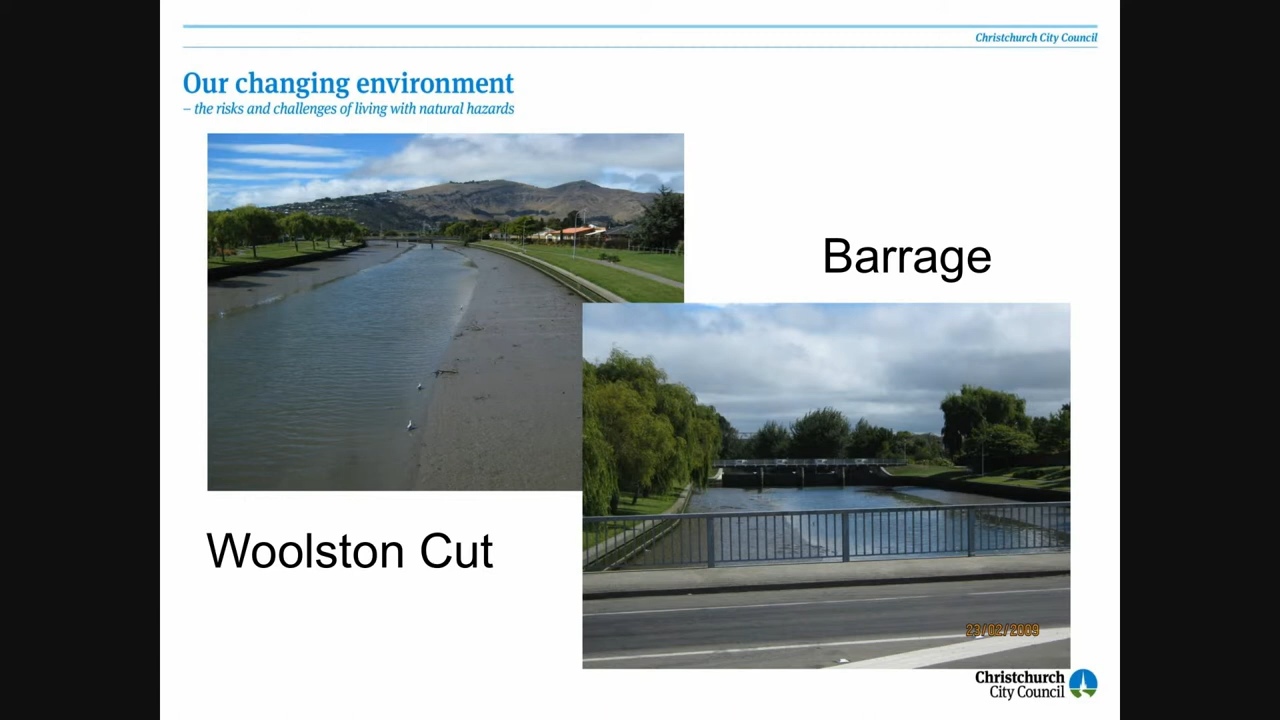 Christchurch City Council
Our changing environment
– the risks and challenges of living with natural hazards
Barrage
Woolston Cut
23/02/2009
Christchurch
City Council